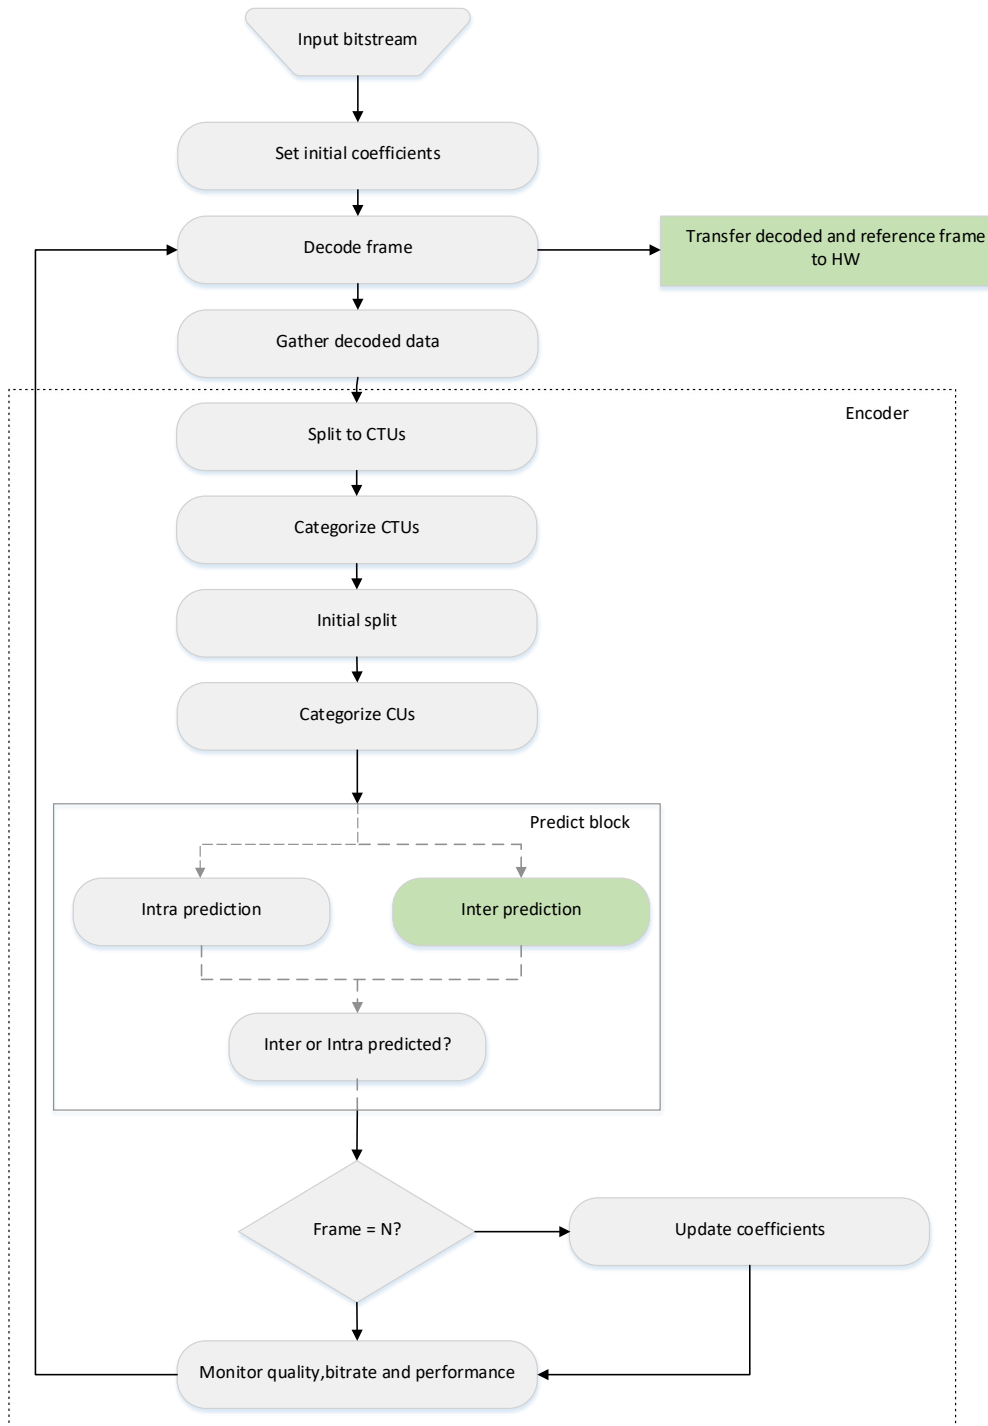 Input bitstream
Set initial coefficients
Decode frame
Transfer decoded and reference frame
to HW
Gather decoded data
Encoder
Split to CTUs
Categorize CTUs
Initial split
Categorize CUs
Predict block
Intra prediction
Inter prediction
Inter or Intra predicted?
Frame = N?
Update coefficients
Monitor quality,bitrate and performance